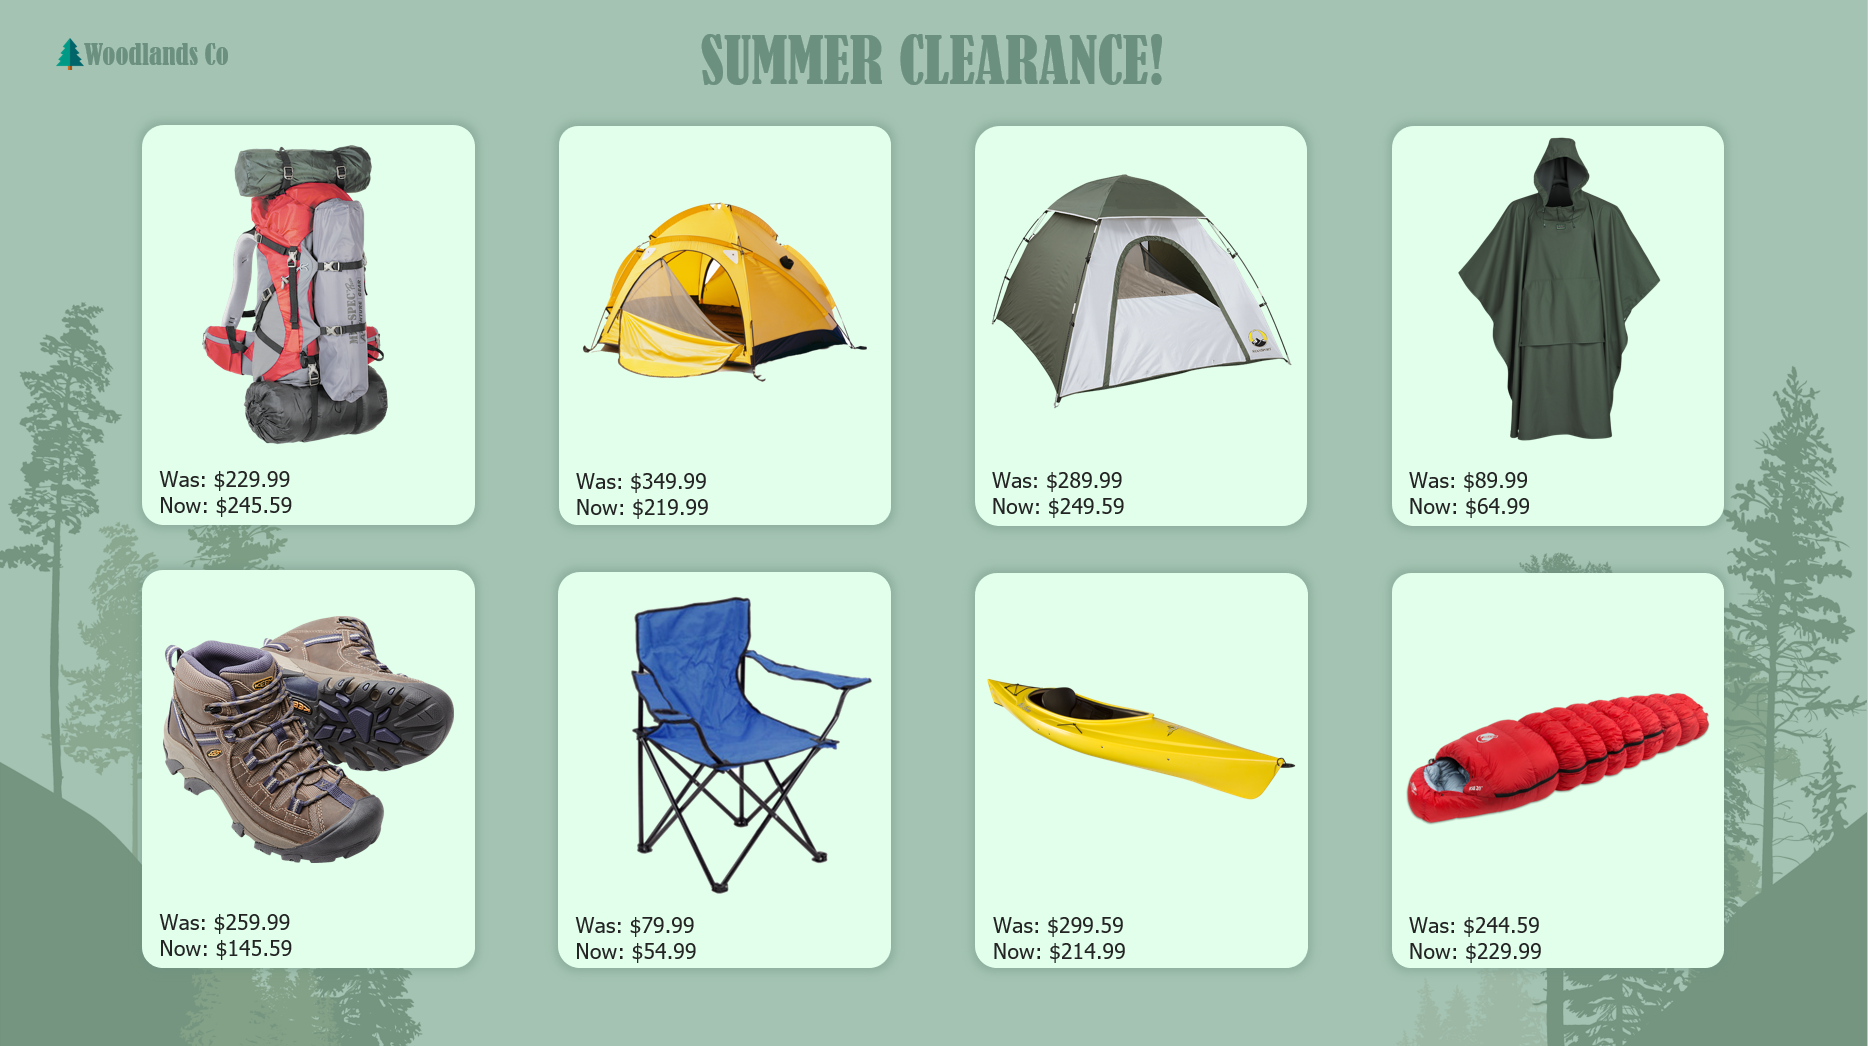 Woodlands Co
SUMMER CLEARANCE!
Was: $229.99
Now: $245.59
Was: $349.99
Now: $219.99
Was: $289.99
Now: $249.59
Was: $89.99
Now: $64.99
KEEN
KEEN
Was: $259.99
Now: $145.59
Was: $79.99
Now: $54.99
Was: $299.59
Now: $214.99
Was: $244.59
Now: $229.99